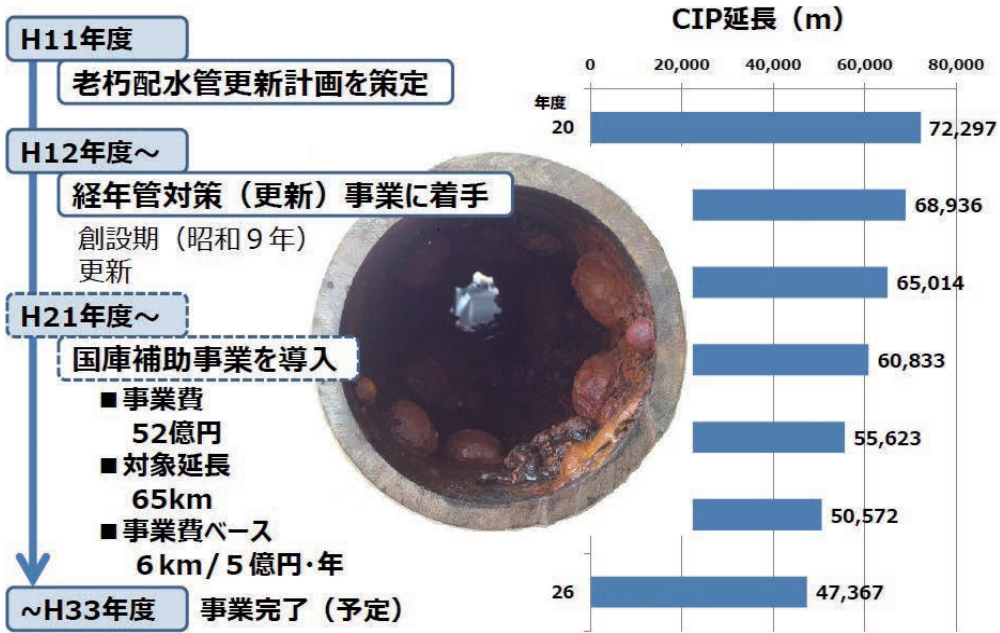 H11年度
老朽配水管更新計画を策定
H12年度～
経年管対策（更新）事業に着手
創設期（昭和９年）
更新
H21年度～
国庫補助事業を導入
■事業費
52億円
■対象延長
65km
■事業費ベース
６km/５億円･年
~H33年度 事業完了（予定）
CIP延長（m）
0 20,000 40,000 60,000 80,000
年度
20 72,297
68,936
65,014
60,833
55,623
50,572
26 47,367